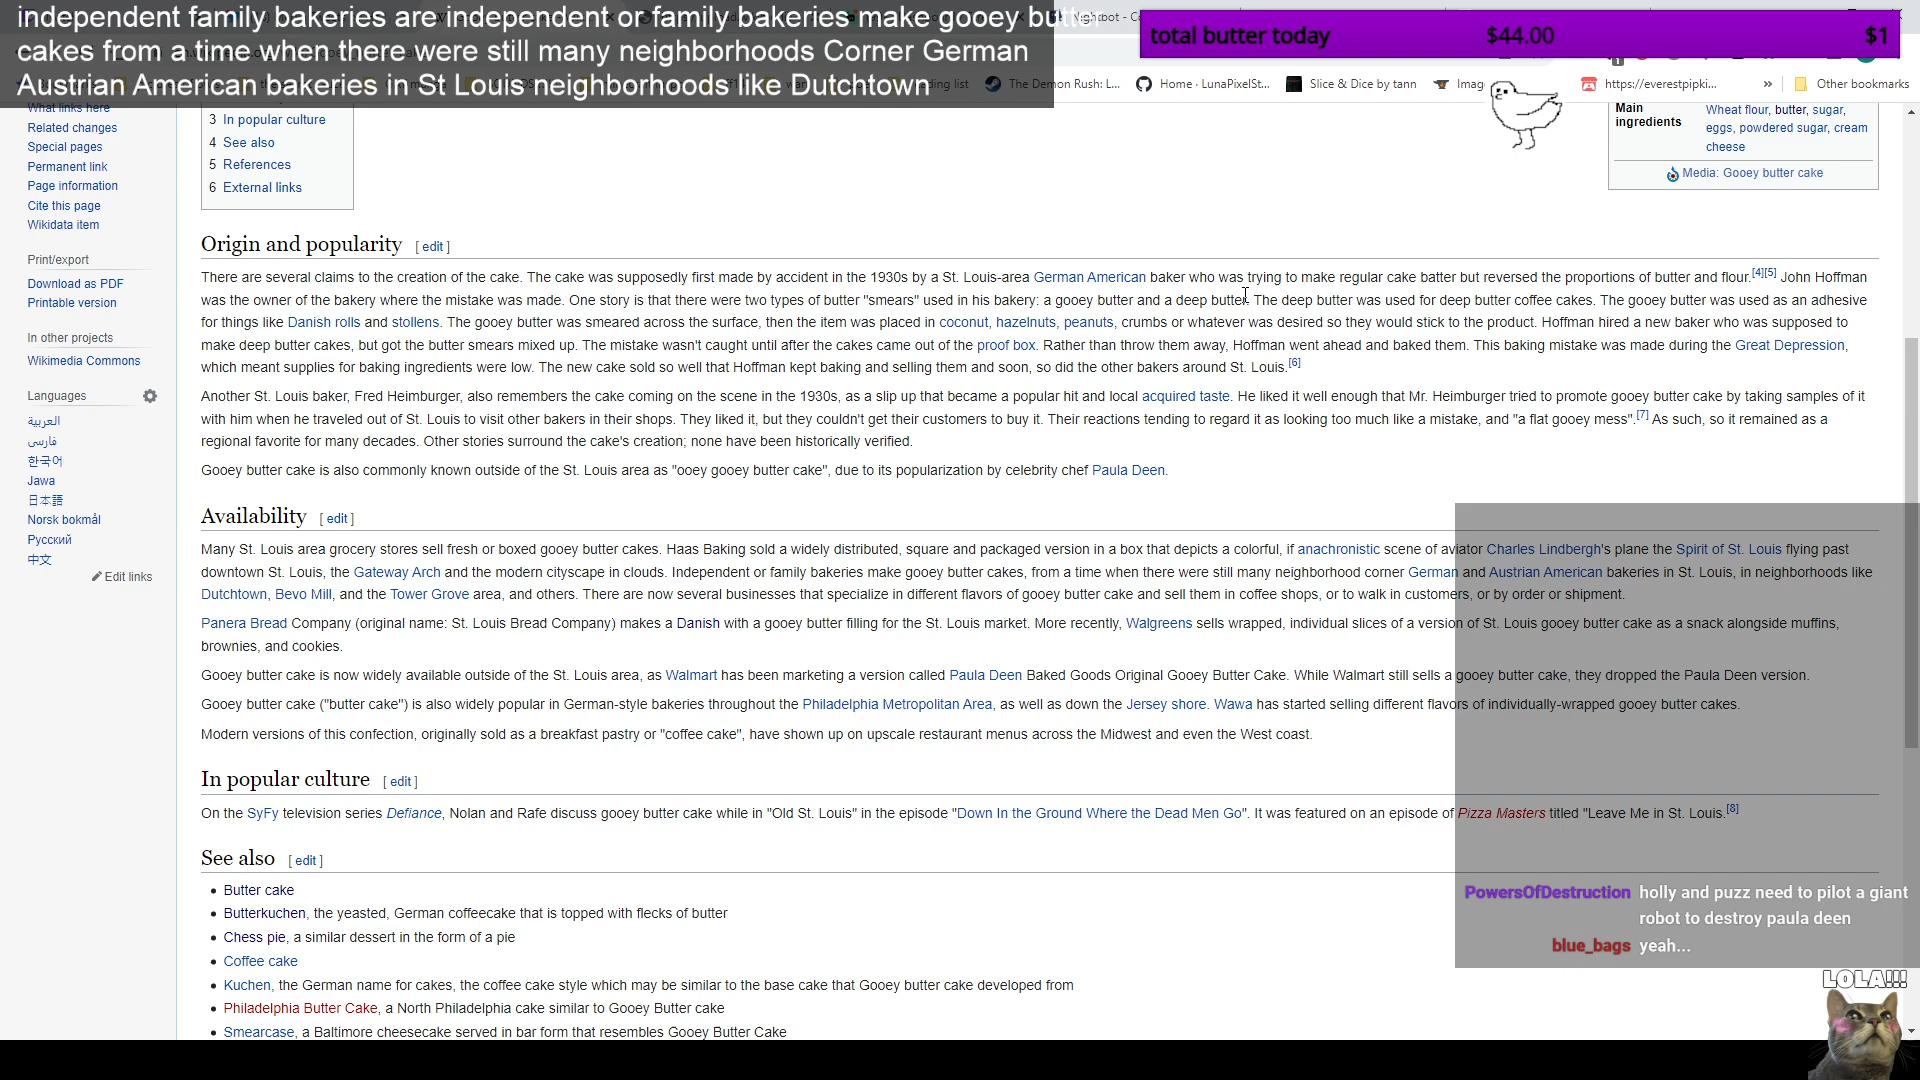 independent family bakeries are independent or family bakeries make gooey butter
cakes from a time when there were still many neighborhoods Corner German
Austrian American bakeries in St Louis neighborhoods like Dutchtown
total butter today $44.00 $1
Nightbot - C
The Demon Rush: L...
Home · LunaPixelSt...
Slice & Dice by tann
Imag
https://everestpipki...
»
Other bookmarks
What links here
Related changes
Special pages
Permanent link
Page information
Cite this page
Wikidata item
Print/export
Download as PDF
Printable version
In other projects
Wikimedia Commons
Languages
العربية
فارسی
한국어
Jawa
日本語
Norsk bokmål
Русский
中文
Edit links
3 In popular culture
4 See also
5 References
6 External links
Main ingredients
Wheat flour, butter, sugar,
eggs, powdered sugar, cream
cheese
Media: Gooey butter cake
Origin and popularity [ edit ]
There are several claims to the creation of the cake. The cake was supposedly first made by accident in the 1930s by a St. Louis-area German American baker who was trying to make regular cake batter but reversed the proportions of butter and flour.[4][5] John Hoffman
was the owner of the bakery where the mistake was made. One story is that there were two types of butter "smears" used in his bakery: a gooey butter and a deep butter. The deep butter was used for deep butter coffee cakes. The gooey butter was used as an adhesive
for things like Danish rolls and stollens. The gooey butter was smeared across the surface, then the item was placed in coconut, hazelnuts, peanuts, crumbs or whatever was desired so they would stick to the product. Hoffman hired a new baker who was supposed to
make deep butter cakes, but got the butter smears mixed up. The mistake wasn't caught until after the cakes came out of the proof box. Rather than throw them away, Hoffman went ahead and baked them. This baking mistake was made during the Great Depression,
which meant supplies for baking ingredients were low. The new cake sold so well that Hoffman kept baking and selling them and soon, so did the other bakers around St. Louis.[6]
Another St. Louis baker, Fred Heimburger, also remembers the cake coming on the scene in the 1930s, as a slip up that became a popular hit and local acquired taste. He liked it well enough that Mr. Heimburger tried to promote gooey butter cake by taking samples of it
with him when he traveled out of St. Louis to visit other bakers in their shops. They liked it, but they couldn't get their customers to buy it. Their reactions tending to regard it as looking too much like a mistake, and "a flat gooey mess".[7] As such, so it remained as a
regional favorite for many decades. Other stories surround the cake's creation; none have been historically verified.
Gooey butter cake is also commonly known outside of the St. Louis area as "ooey gooey butter cake", due to its popularization by celebrity chef Paula Deen.
Availability [ edit ]
Many St. Louis area grocery stores sell fresh or boxed gooey butter cakes. Haas Baking sold a widely distributed, square and packaged version in a box that depicts a colorful, if anachronistic scene of aviator Charles Lindbergh's plane the Spirit of St. Louis flying past
downtown St. Louis, the Gateway Arch and the modern cityscape in clouds. Independent or family bakeries make gooey butter cakes, from a time when there were still many neighborhood corner German and Austrian American bakeries in St. Louis, in neighborhoods like
Dutchtown, Bevo Mill, and the Tower Grove area, and others. There are now several businesses that specialize in different flavors of gooey butter cake and sell them in coffee shops, or to walk in customers, or by order or shipment.
Panera Bread Company (original name: St. Louis Bread Company) makes a Danish with a gooey butter filling for the St. Louis market. More recently, Walgreens sells wrapped, individual slices of a version of St. Louis gooey butter cake as a snack alongside muffins,
brownies, and cookies.
Gooey butter cake is now widely available outside of the St. Louis area, as Walmart has been marketing a version called Paula Deen Baked Goods Original Gooey Butter Cake. While Walmart still sells a gooey butter cake, they dropped the Paula Deen version.
Gooey butter cake ("butter cake") is also widely popular in German-style bakeries throughout the Philadelphia Metropolitan Area, as well as down the Jersey shore. Wawa has started selling different flavors of individually-wrapped gooey butter cakes.
Modern versions of this confection, originally sold as a breakfast pastry or "coffee cake", have shown up on upscale restaurant menus across the Midwest and even the West coast.
In popular culture [ edit ]
On the SyFy television series Defiance, Nolan and Rafe discuss gooey butter cake while in "Old St. Louis" in the episode "Down In the Ground Where the Dead Men Go". It was featured on an episode of Pizza Masters titled "Leave Me in St. Louis.[8]
See also [ edit ]
• Butter cake
• Butterkuchen, the yeasted, German coffeecake that is topped with flecks of butter
• Chess pie, a similar dessert in the form of a pie
• Coffee cake
• Kuchen, the German name for cakes, the coffee cake style which may be similar to the base cake that Gooey butter cake developed from
• Philadelphia Butter Cake, a North Philadelphia cake similar to Gooey Butter cake
• Smearcase, a Baltimore cheesecake served in bar form that resembles Gooey Butter Cake
PowersOfDestruction holly and puzz need to pilot a giant
robot to destroy paula deen
blue_bags yeah...
LOLA!!!